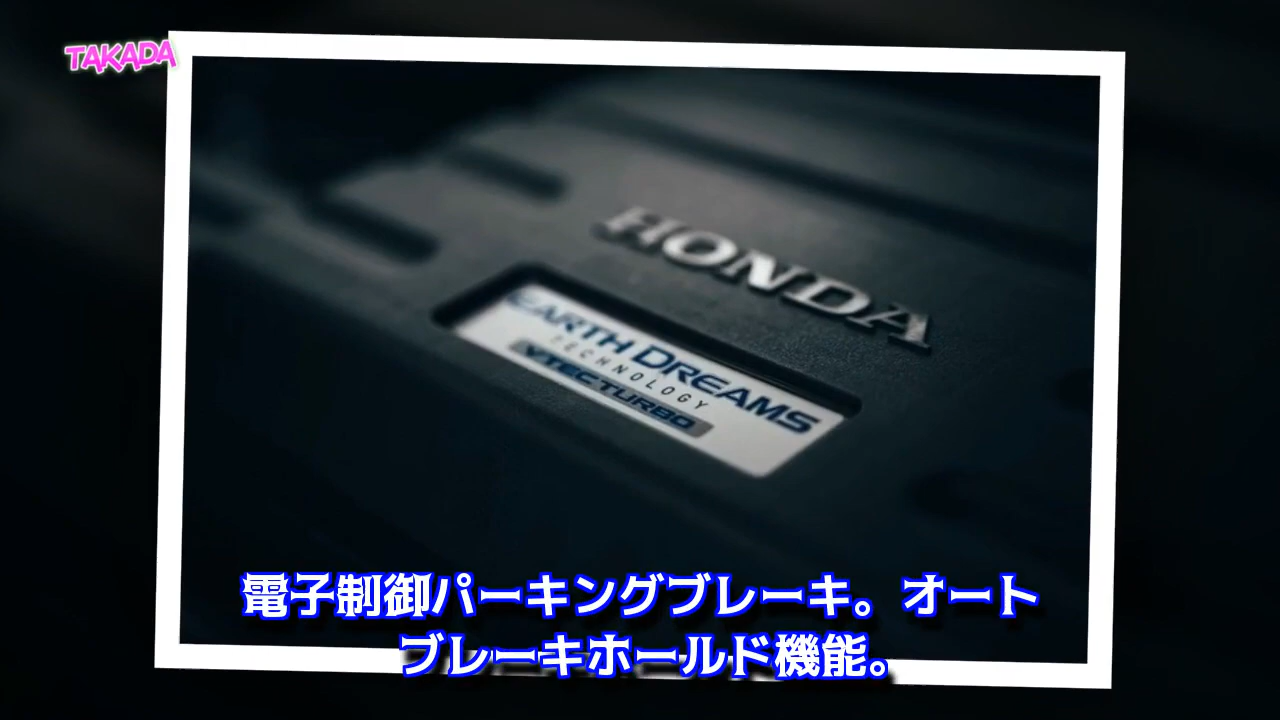 TAKADA
HONDA
EARTH DREAMS
TECHNOLOGY
VTEC TURBO
電子制御パーキングブレーキ。オート
ブレーキホールド機能。